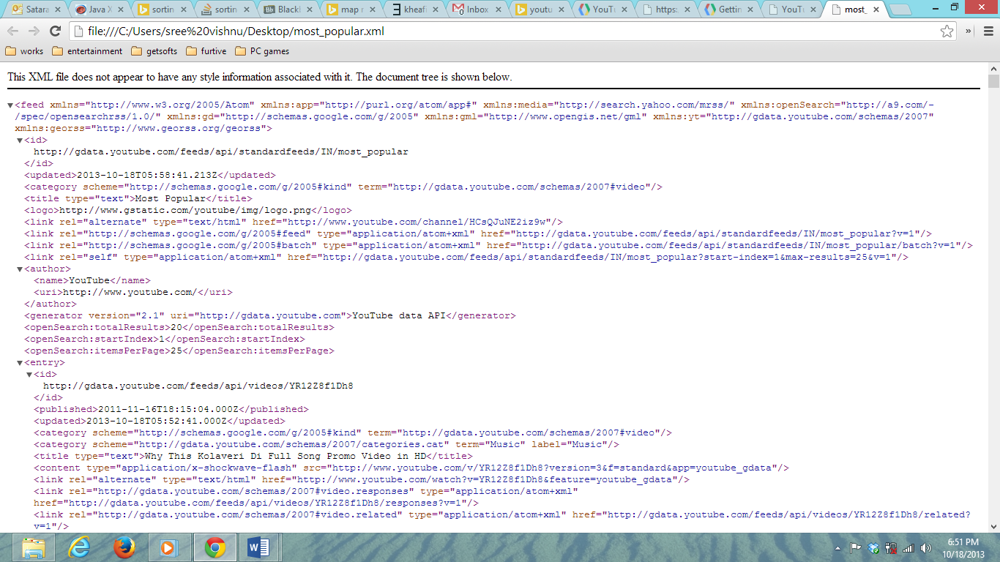 Satara
Java X
sortin
sortin
Blackl
map r
kheafi
Inbox
youtu
YouTu
https:
Gettin
YouTu
most_
file:///C:/Users/sree%20vishnu/Desktop/most_popular.xml
works entertainment getsofts furtive PC games
This XML file does not appear to have any style information associated with it. The document tree is shown below.
<feed xmlns="http://www.w3.org/2005/Atom" xmlns:app="http://purl.org/atom/app#" xmlns:media="http://search.yahoo.com/mrss/" xmlns:openSearch="http://a9.com/-
/spec/opensearchrss/1.0/" xmlns:gd="http://schemas.google.com/g/2005" xmlns:gml="http://www.opengis.net/gml" xmlns:yt="http://gdata.youtube.com/schemas/2007"
xmlns:georss="http://www.georss.org/georss">
<id>
http://gdata.youtube.com/feeds/api/standardfeeds/IN/most_popular
</id>
<updated>2013-10-18T05:58:41.213Z</updated>
<category scheme="http://schemas.google.com/g/2005#kind" term="http://gdata.youtube.com/schemas/2007#video"/>
<title type="text">Most Popular</title>
<logo>http://www.gstatic.com/youtube/img/logo.png</logo>
<link rel="alternate" type="text/html" href="http://www.youtube.com/channel/HCsQJuNE2iz9w"/>
<link rel="http://schemas.google.com/g/2005#feed" type="application/atom+xml" href="http://gdata.youtube.com/feeds/api/standardfeeds/IN/most_popular?v=1"/>
<link rel="http://schemas.google.com/g/2005#batch" type="application/atom+xml" href="http://gdata.youtube.com/feeds/api/standardfeeds/IN/most_popular/batch?v=1"/>
<link rel="self" type="application/atom+xml" href="http://gdata.youtube.com/feeds/api/standardfeeds/IN/most_popular?start-index=1&max-results=25&v=1"/>
<author>
<name>YouTube</name>
<uri>http://www.youtube.com/</uri>
</author>
<generator version="2.1" uri="http://gdata.youtube.com">YouTube data API</generator>
<openSearch:totalResults>20</openSearch:totalResults>
<openSearch:startIndex>1</openSearch:startIndex>
<openSearch:itemsPerPage>25</openSearch:itemsPerPage>
<entry>
<id>
http://gdata.youtube.com/feeds/api/videos/YR12Z8f1Dh8
</id>
<published>2011-11-16T18:15:04.000Z</published>
<updated>2013-10-18T05:52:41.000Z</updated>
<category scheme="http://schemas.google.com/g/2005#kind" term="http://gdata.youtube.com/schemas/2007#video"/>
<category scheme="http://gdata.youtube.com/schemas/2007/categories.cat" term="Music" label="Music"/>
<title type="text">Why This Kolaveri Di Full Song Promo Video in HD</title>
<content type="application/x-shockwave-flash" src="http://www.youtube.com/v/YR12Z8f1Dh8?version=3&f=standard&app=youtube_gdata"/>
<link rel="alternate" type="text/html" href="http://www.youtube.com/watch?v=YR12Z8f1Dh8&feature=youtube_gdata"/>
<link rel="http://gdata.youtube.com/schemas/2007#video.responses" type="application/atom+xml"
href="http://gdata.youtube.com/feeds/api/videos/YR12Z8f1Dh8/responses?v=1"/>
<link rel="http://gdata.youtube.com/schemas/2007#video.related" type="application/atom+xml" href="http://gdata.youtube.com/feeds/api/videos/YR12Z8f1Dh8/related?
v=1"/>
6:51 PM
10/18/2013